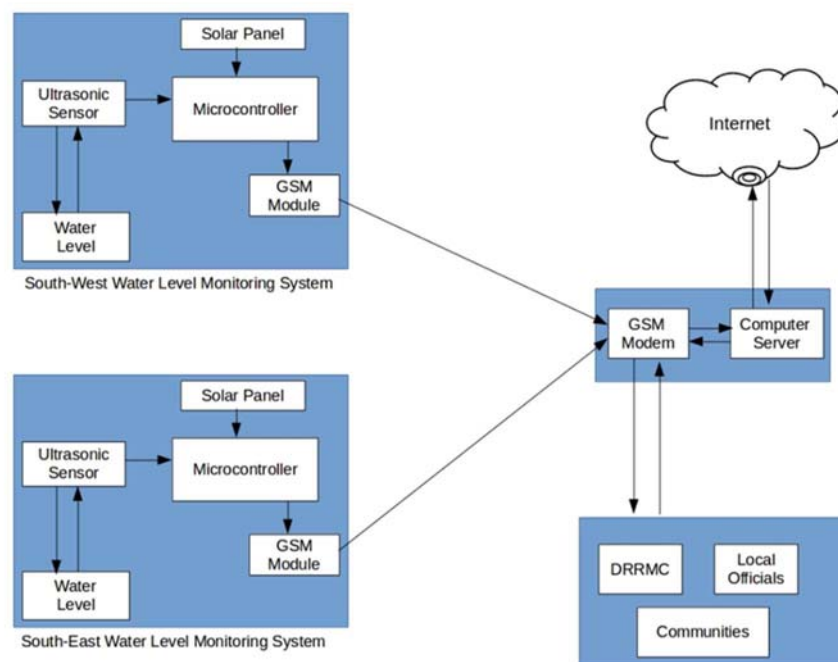 Solar Panel
Ultrasonic
Sensor
Microcontroller
GSM
Module
Water
Level
South-West Water Level Monitoring System
Internet
GSM
Modem
Computer
Server
Solar Panel
Ultrasonic
Sensor
Microcontroller
GSM
Module
Water
Level
South-East Water Level Monitoring System
DRRMC
Local
Officials
Communities